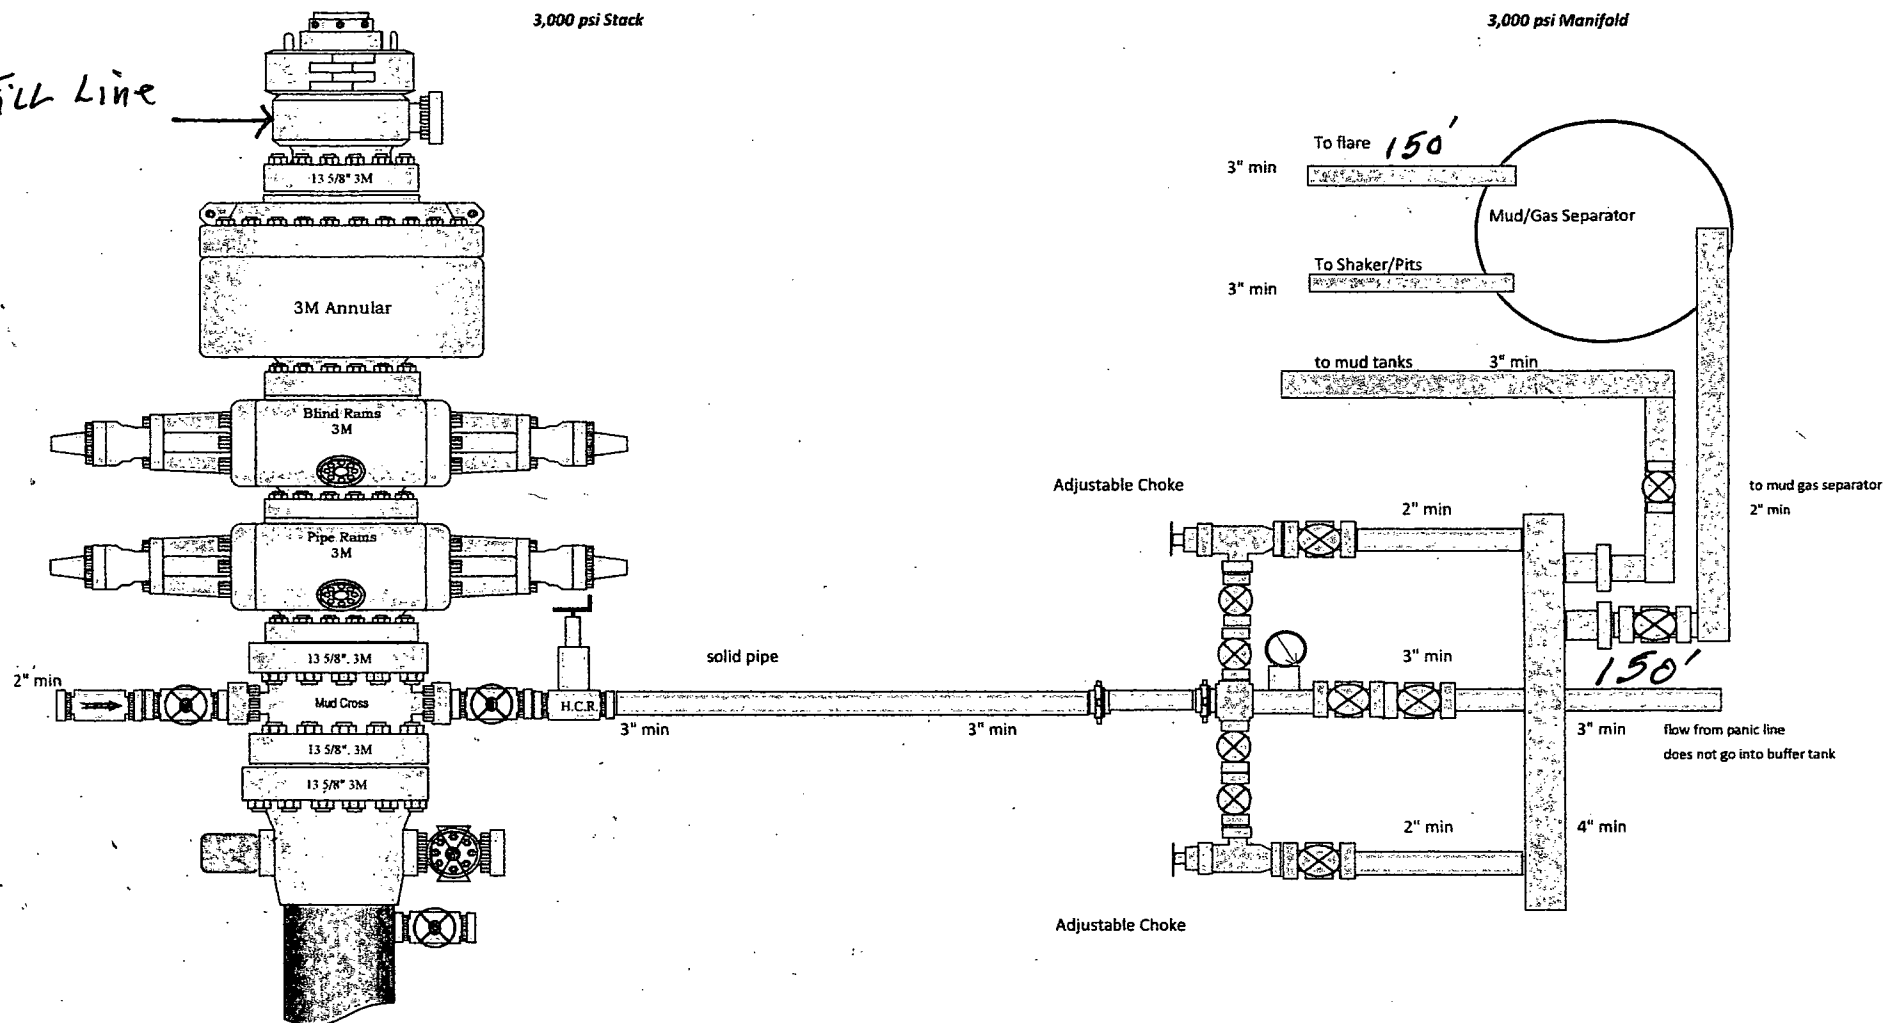 3,000 psi Stack
3,000 psi Manifold
Fill Line
13 5/8" 3M
3M Annular
Blind Rams
3M
Pipe Rams
3M
13 5/8". 3M
2" min
Mud Cross
H.C.R.
13 5/8". 3M
13 5/8" 3M
solid pipe
3" min
3" min
To flare 150'
3" min
Mud/Gas Separator
To Shaker/Pits
3" min
to mud tanks 3" min
Adjustable Choke
2" min
to mud gas separator
2" min
3" min
150'
3" min
flow from panic line
does not go into buffer tank
2" min
4" min
Adjustable Choke